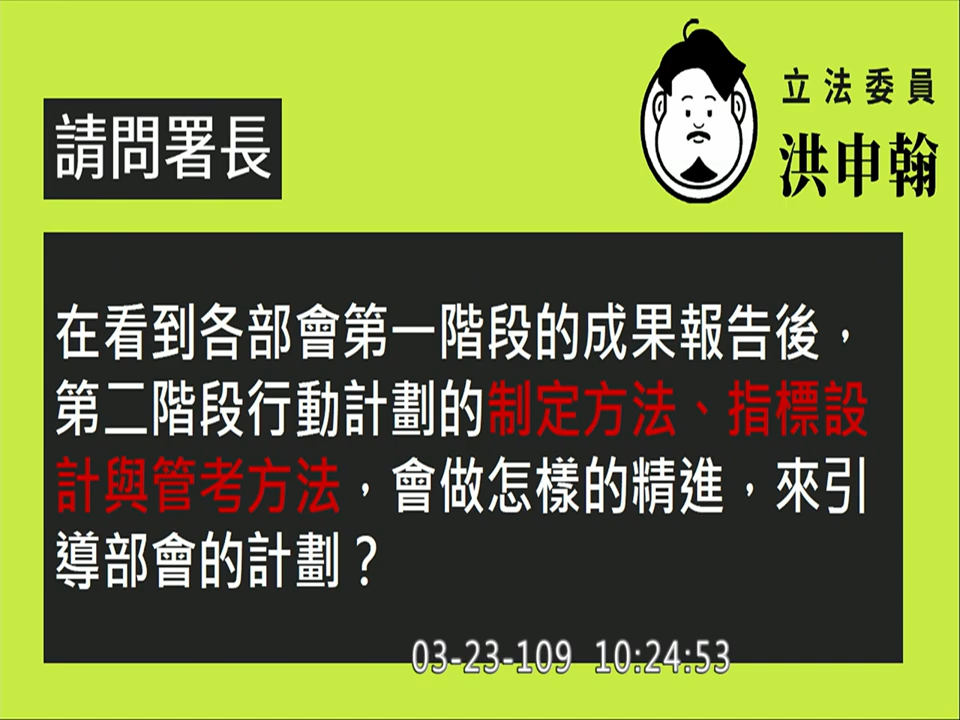 立法委員
洪申翰
請問署長
在看到各部會第一階段的成果報告後，
第二階段行動計劃的制定方法、指標設
計與管考方法，會做怎樣的精進，來引
導部會的計劃？
03-23-109 10:24:53